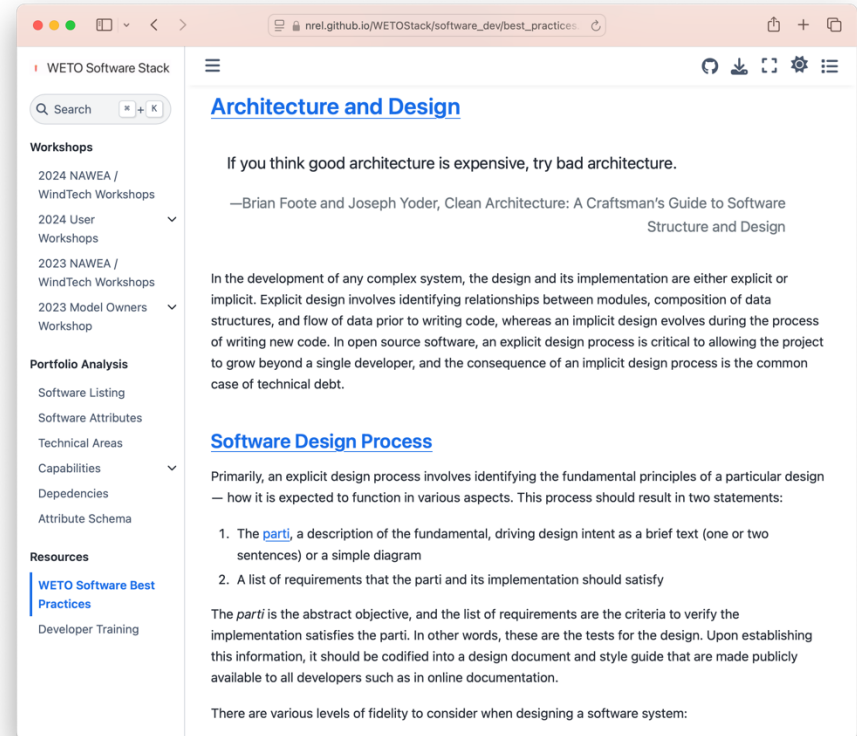 nrel.github.io/WETOStack/software_dev/best_practices.
WETO Software Stack
Search ⌘ + K
Workshops
2024 NAWEA /
WindTech Workshops
2024 User
Workshops
2023 NAWEA /
WindTech Workshops
2023 Model Owners
Workshop
Portfolio Analysis
Software Listing
Software Attributes
Technical Areas
Capabilities
Depedencies
Attribute Schema
Resources
WETO Software Best
Practices
Developer Training
Architecture and Design
If you think good architecture is expensive, try bad architecture.
—Brian Foote and Joseph Yoder, Clean Architecture: A Craftsman's Guide to Software
Structure and Design
In the development of any complex system, the design and its implementation are either explicit or
implicit. Explicit design involves identifying relationships between modules, composition of data
structures, and flow of data prior to writing code, whereas an implicit design evolves during the process
of writing new code. In open source software, an explicit design process is critical to allowing the project
to grow beyond a single developer, and the consequence of an implicit design process is the common
case of technical debt.
Software Design Process
Primarily, an explicit design process involves identifying the fundamental principles of a particular design
— how it is expected to function in various aspects. This process should result in two statements:
1. The parti, a description of the fundamental, driving design intent as a brief text (one or two
sentences) or a simple diagram
2. A list of requirements that the parti and its implementation should satisfy
The parti is the abstract objective, and the list of requirements are the criteria to verify the
implementation satisfies the parti. In other words, these are the tests for the design. Upon establishing
this information, it should be codified into a design document and style guide that are made publicly
available to all developers such as in online documentation.
There are various levels of fidelity to consider when designing a software system: